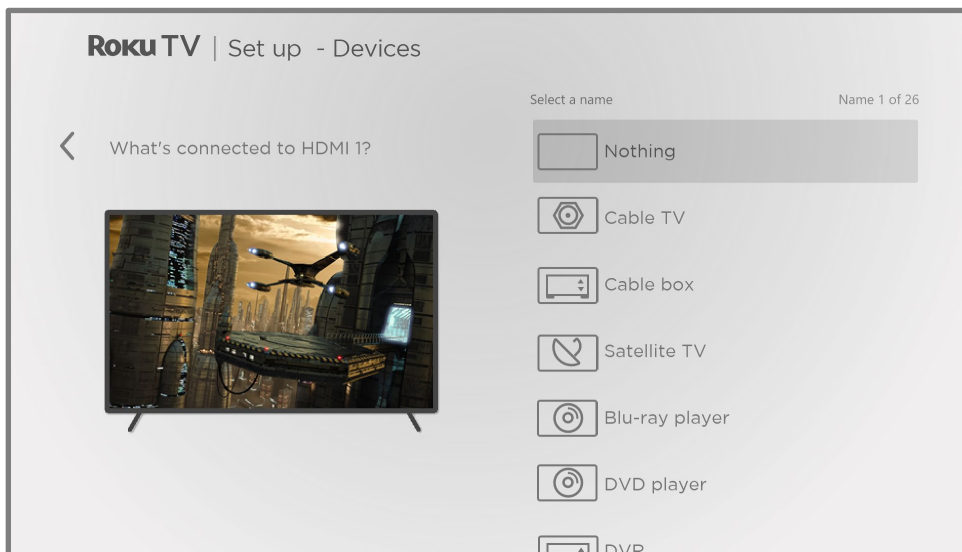 Roku TV | Set up - Devices
Select a name
Name 1 of 26
What's connected to HDMI 1?
Nothing
Cable TV
Cable box
Satellite TV
Blu-ray player
DVD player
DVR